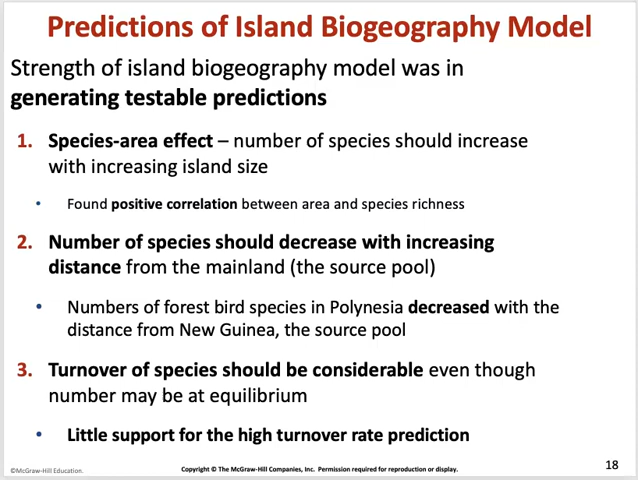 Predictions of Island Biogeography Model
Strength of island biogeography model was in
generating testable predictions
1. Species-area effect – number of species should increase
with increasing island size
• Found positive correlation between area and species richness
2. Number of species should decrease with increasing
distance from the mainland (the source pool)
• Numbers of forest bird species in Polynesia decreased with the
distance from New Guinea, the source pool
3. Turnover of species should be considerable even though
number may be at equilibrium
• Little support for the high turnover rate prediction
©McGraw-Hill Education.
Copyright © The McGraw-Hill Companies, Inc. Permission required for reproduction or display.
18